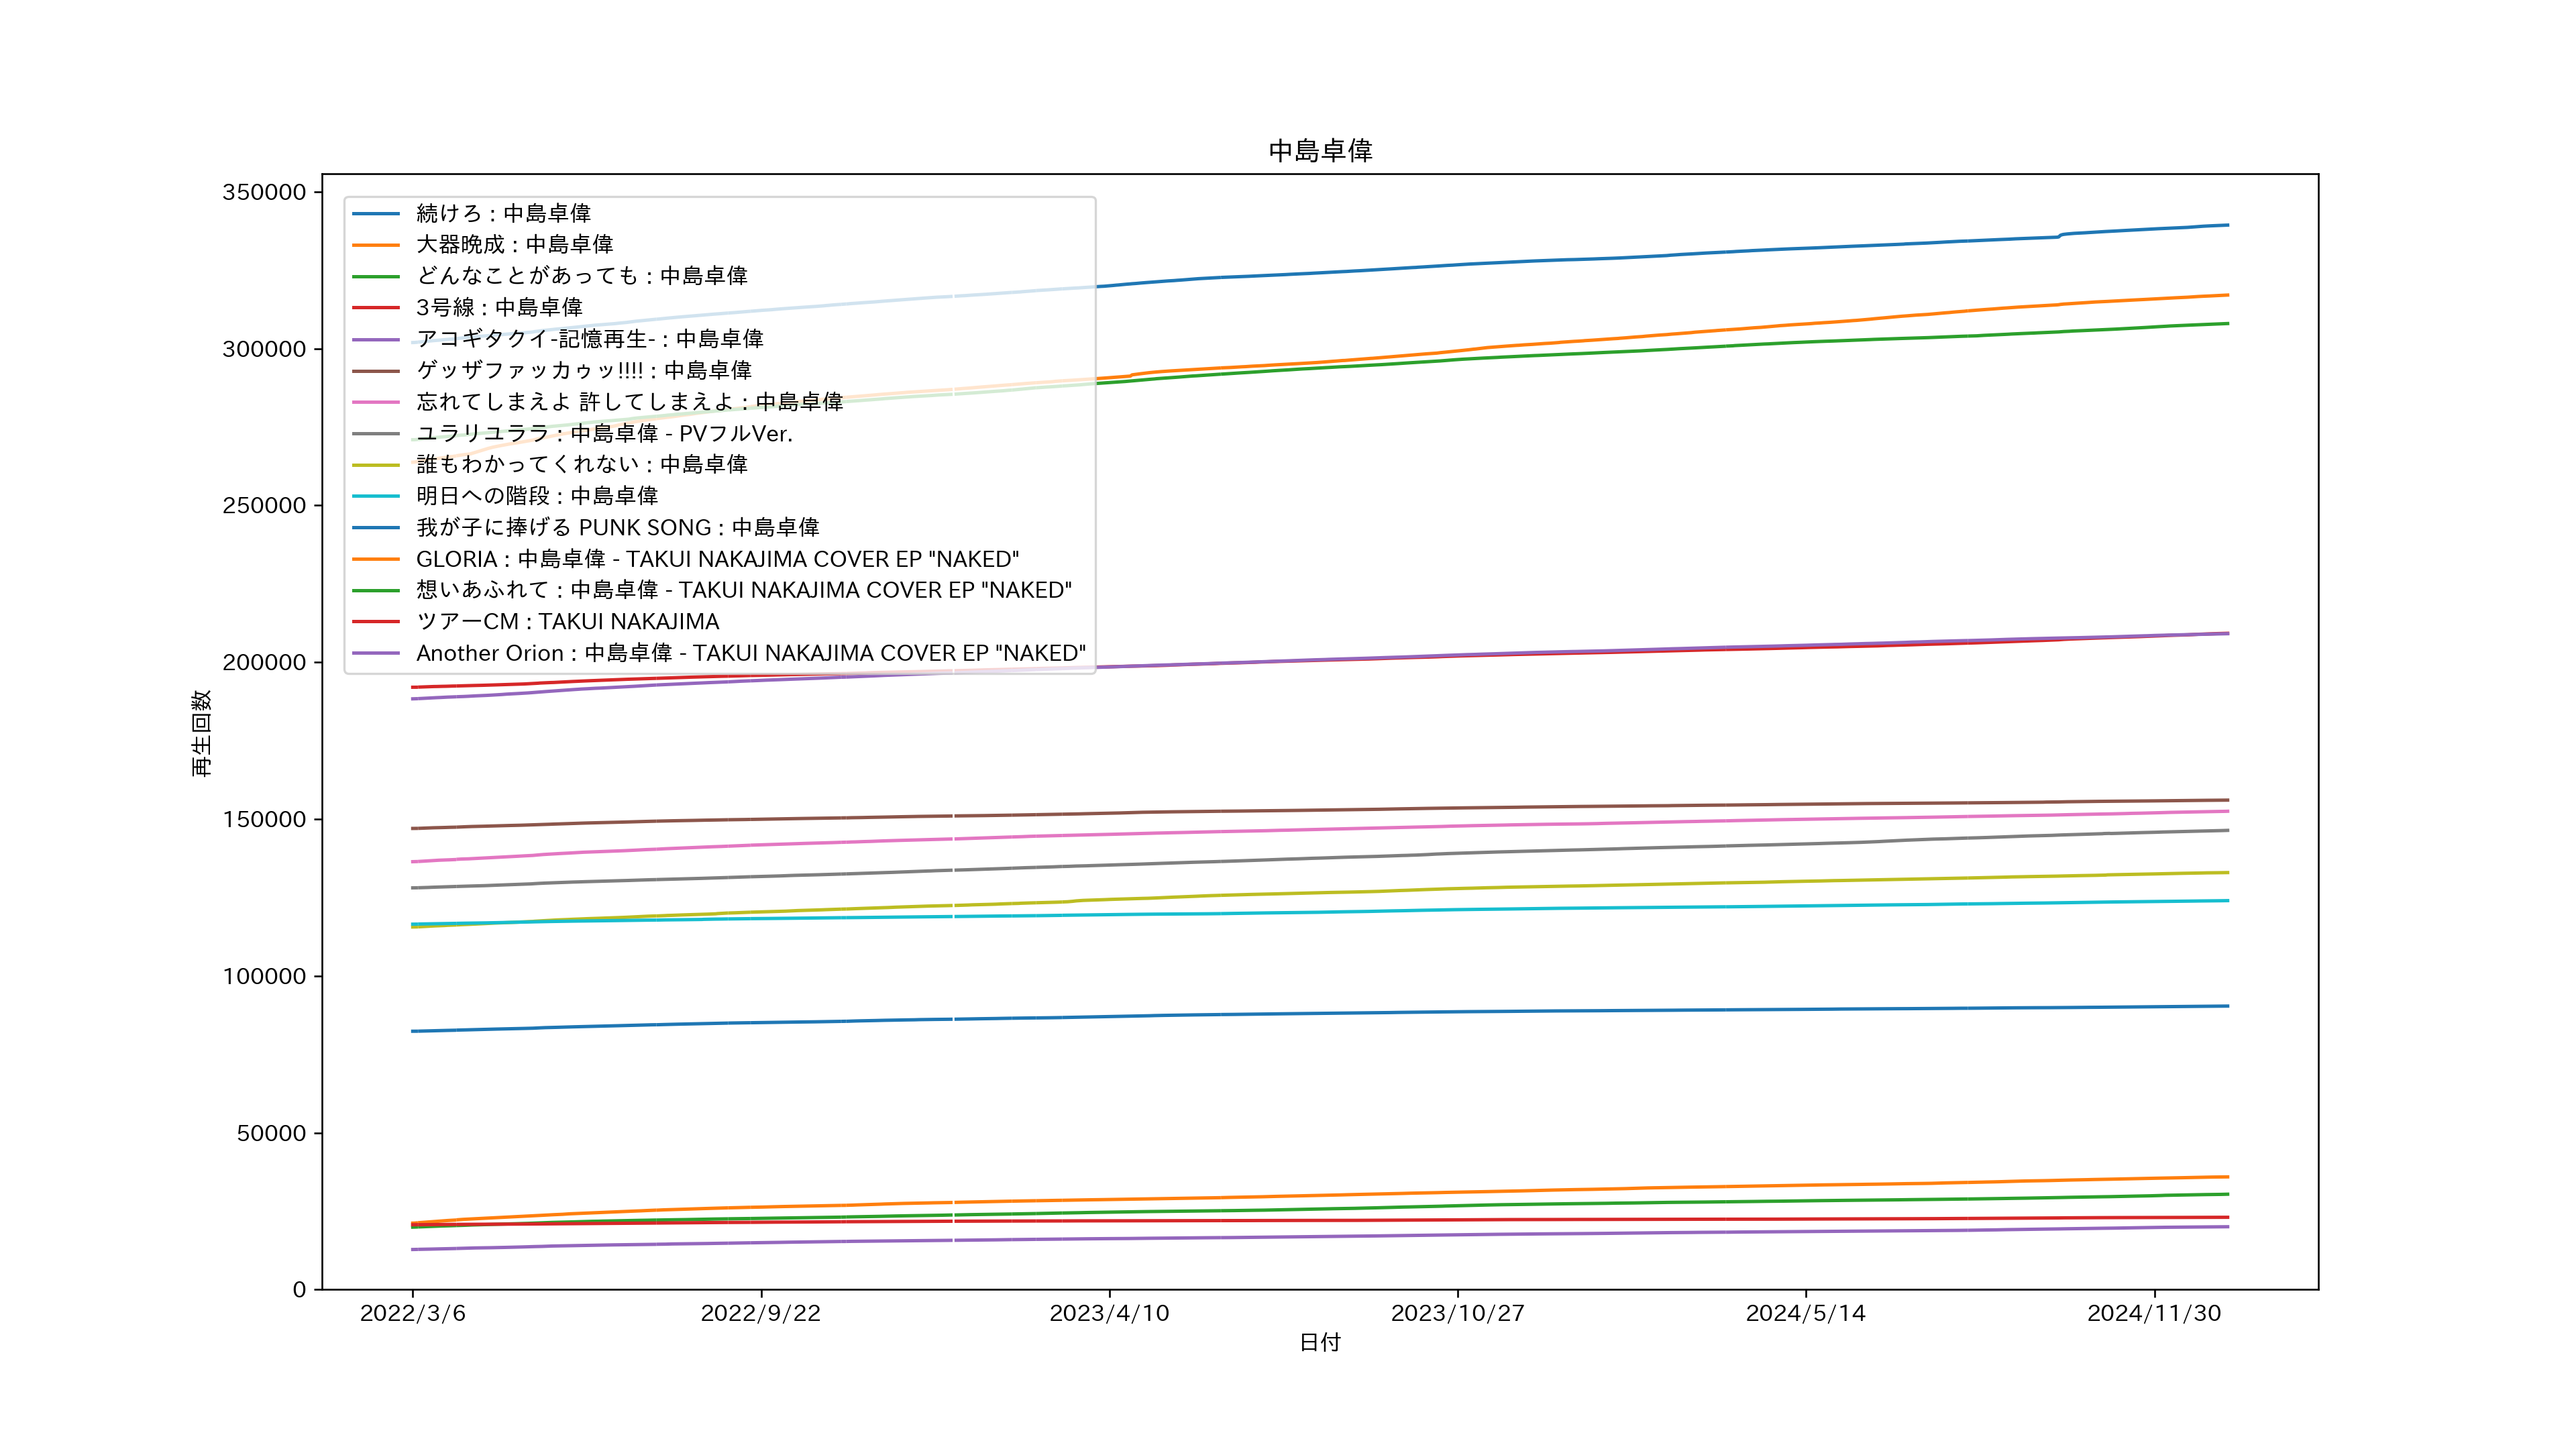 中島卓偉
350000
300000
250000
200000
150000
100000
50000
0
再生回数
続けろ : 中島卓偉
大器晩成 : 中島卓偉
どんなことがあっても : 中島卓偉
3号線 : 中島卓偉
アコギタクイ-記憶再生- : 中島卓偉
ゲッザファッカゥッ!!!! : 中島卓偉
忘れてしまえよ 許してしまえよ : 中島卓偉
ユラリユララ : 中島卓偉 - PVフルVer.
誰もわかってくれない : 中島卓偉
明日への階段 : 中島卓偉
我が子に捧げる PUNK SONG : 中島卓偉
GLORIA : 中島卓偉 - TAKUI NAKAJIMA COVER EP "NAKED"
想いあふれて : 中島卓偉 - TAKUI NAKAJIMA COVER EP "NAKED"
ツアーCM : TAKUI NAKAJIMA
Another Orion : 中島卓偉 - TAKUI NAKAJIMA COVER EP "NAKED"
2022/3/6
2022/9/22
2023/4/10
2023/10/27
2024/5/14
2024/11/30
日付